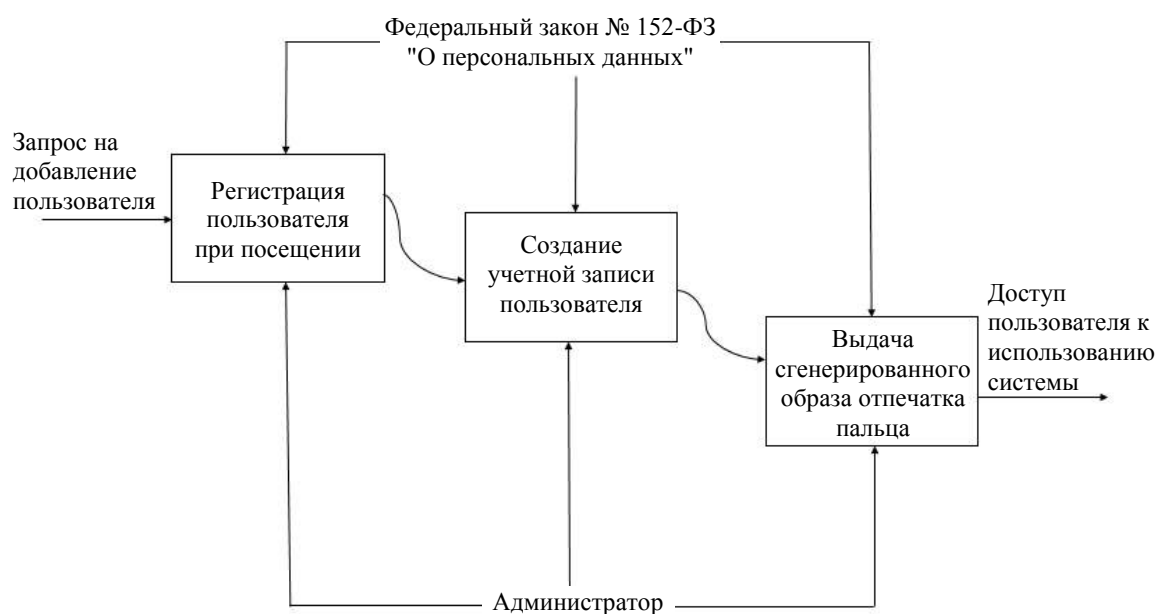 Федеральный закон № 152-ФЗ
"О персональных данных"
Запрос на
добавление
пользователя
Регистрация
пользователя
при посещении
Создание
учетной записи
пользователя
Выдача
сгенерированного
образа отпечатка
пальца
Доступ
пользователя к
использованию
системы
Администратор